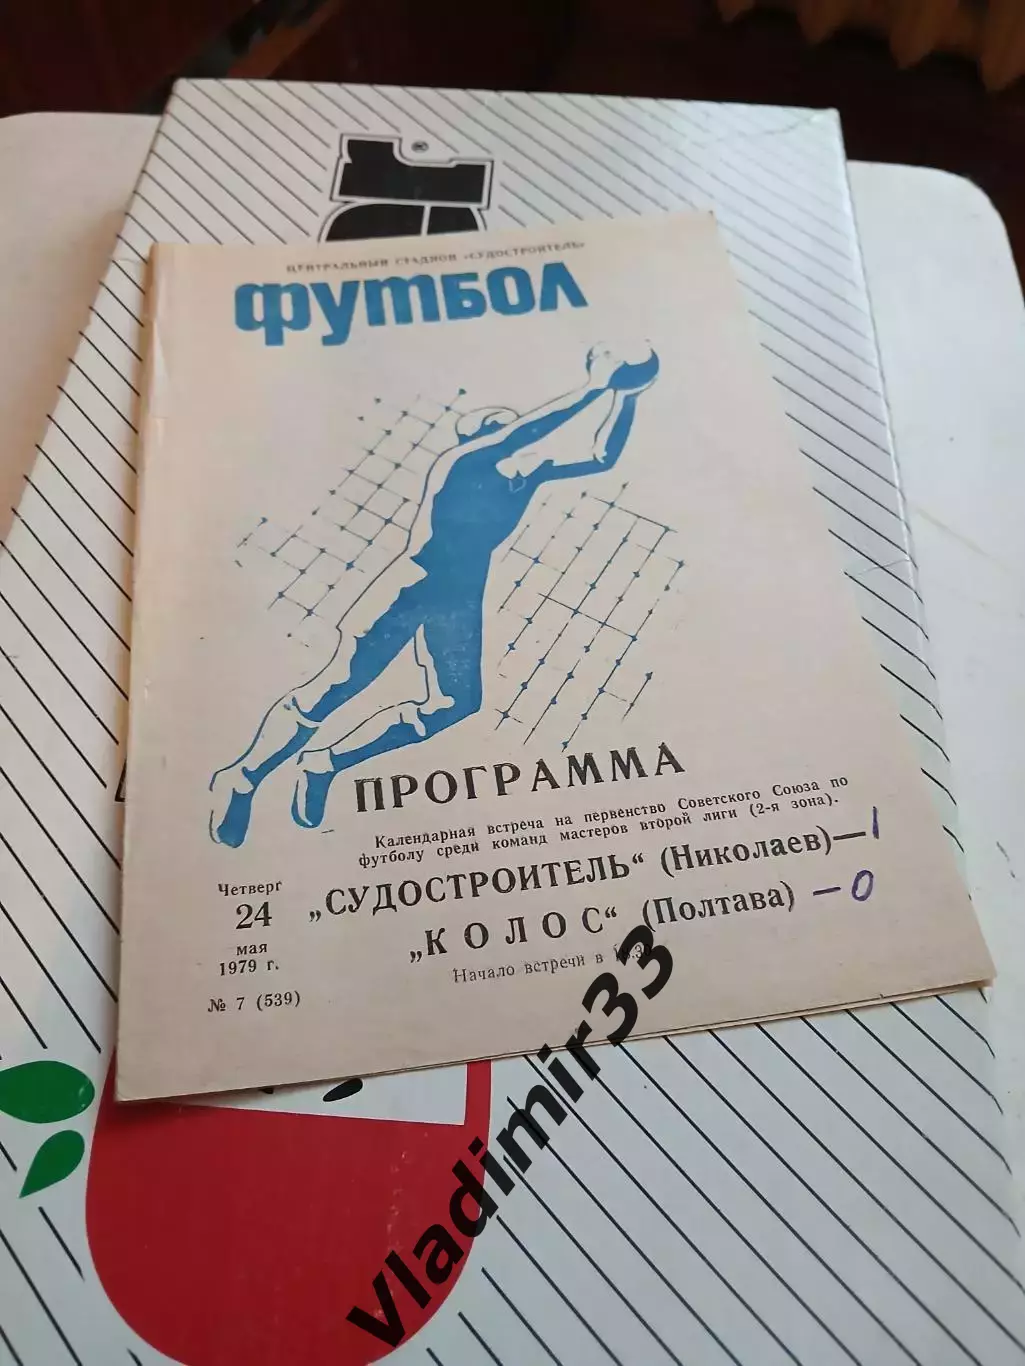 ®
ЦЕНТРАЛЬНЫЙ СТАДИОН «СУДОСТРОИТЕЛЬ»
ФУТБОЛ
ПРОГРАММА
Календарная встреча на первенство Советского Союза по
футболу среди команд мастеров второй лиги (2-я зона).
„СУДОСТРОИТЕЛЬ“ (Николаев) — 1
„КОЛОС“ (Полтава) — 0
Начало встречи в
Четверг
24
мая
1979 г.
№ 7 (539)
Vladimir33